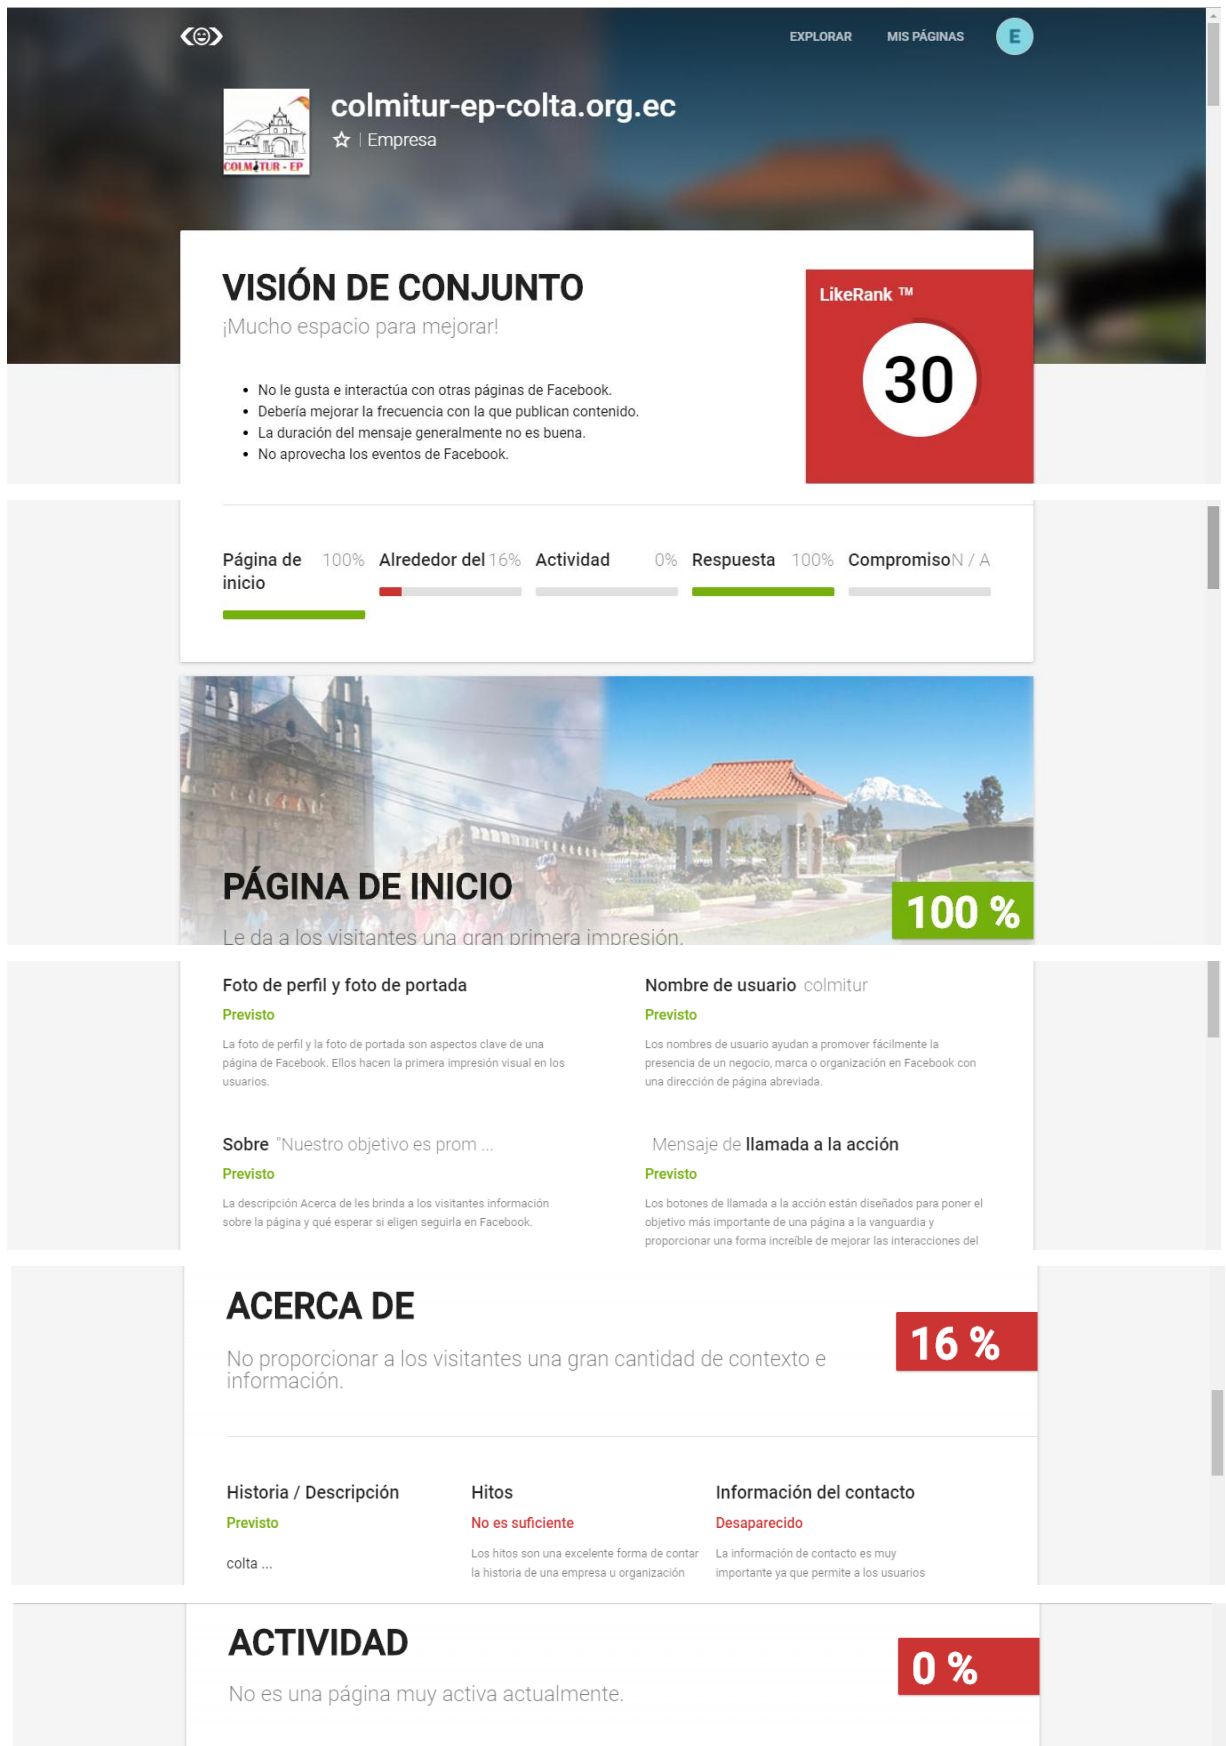 EXPLORAR MIS PÁGINAS E
colmitur-ep-colta.org.ec
COLMITUR - EP
Empresa
VISIÓN DE CONJUNTO
¡Mucho espacio para mejorar!
LikeRank ™
30
No le gusta e interactúa con otras páginas de Facebook.
Debería mejorar la frecuencia con la que publican contenido.
La duración del mensaje generalmente no es buena.
No aprovecha los eventos de Facebook.
Página de inicio 100%
Alrededor del 16%
Actividad 0%
Respuesta 100%
Compromiso N / A
PÁGINA DE INICIO
100 %
Le da a los visitantes una gran primera impresión.
Foto de perfil y foto de portada
Previsto
La foto de perfil y la foto de portada son aspectos clave de una
página de Facebook. Ellos hacen la primera impresión visual en los
usuarios.
Nombre de usuario colmitur
Previsto
Los nombres de usuario ayudan a promover fácilmente la
presencia de un negocio, marca o organización en Facebook con
una dirección de página abreviada.
Sobre "Nuestro objetivo es prom ...
Previsto
La descripción Acerca de les brinda a los visitantes información
sobre la página y qué esperar si eligen seguirla en Facebook.
Mensaje de llamada a la acción
Previsto
Los botones de llamada a la acción están diseñados para poner el
objetivo más importante de una página a la vanguardia y
proporcionar una forma increíble de mejorar las interacciones del
ACERCA DE
16 %
No proporcionar a los visitantes una gran cantidad de contexto e
información.
Historia / Descripción
Previsto
colta ...
Hitos
No es suficiente
Los hitos son una excelente forma de contar
la historia de una empresa u organización
Información del contacto
Desaparecido
La información de contacto es muy
importante ya que permite a los usuarios
ACTIVIDAD
0 %
No es una página muy activa actualmente.